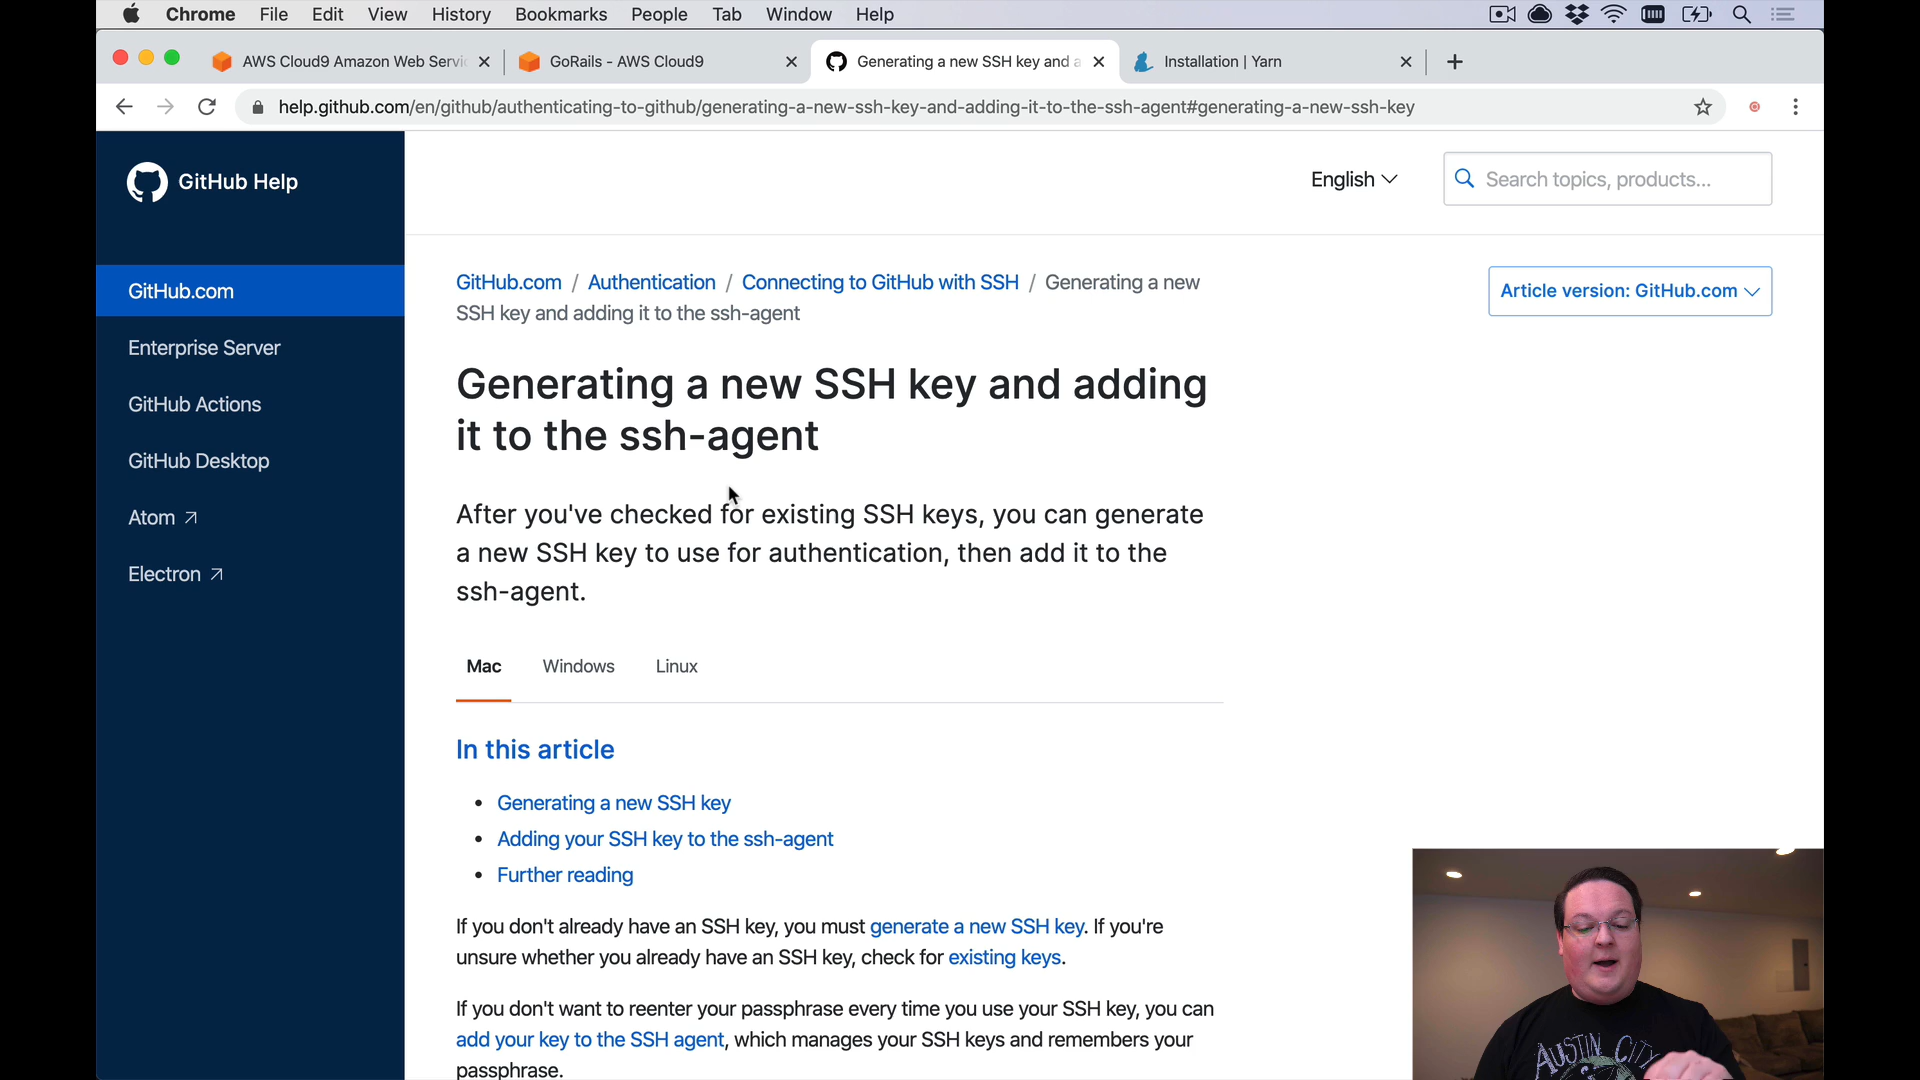 Chrome File Edit View History Bookmarks People Tab Window Help
AWS Cloud9 Amazon Web Servi
GoRails - AWS Cloud9
Generating a new SSH key and a
Installation | Yarn
help.github.com/en/github/authenticating-to-github/generating-a-new-ssh-key-and-adding-it-to-the-ssh-agent#generating-a-new-ssh-key
GitHub Help
English
Search topics, products...
GitHub.com
Enterprise Server
GitHub Actions
GitHub Desktop
Atom
Electron
GitHub.com / Authentication / Connecting to GitHub with SSH / Generating a new
SSH key and adding it to the ssh-agent
Article version: GitHub.com
Generating a new SSH key and adding
it to the ssh-agent
After you've checked for existing SSH keys, you can generate
a new SSH key to use for authentication, then add it to the
ssh-agent.
Mac Windows Linux
In this article
• Generating a new SSH key
• Adding your SSH key to the ssh-agent
• Further reading
If you don't already have an SSH key, you must generate a new SSH key. If you're
unsure whether you already have an SSH key, check for existing keys.
If you don't want to reenter your passphrase every time you use your SSH key, you can
add your key to the SSH agent, which manages your SSH keys and remembers your
passphrase.
AUSTIN CITY